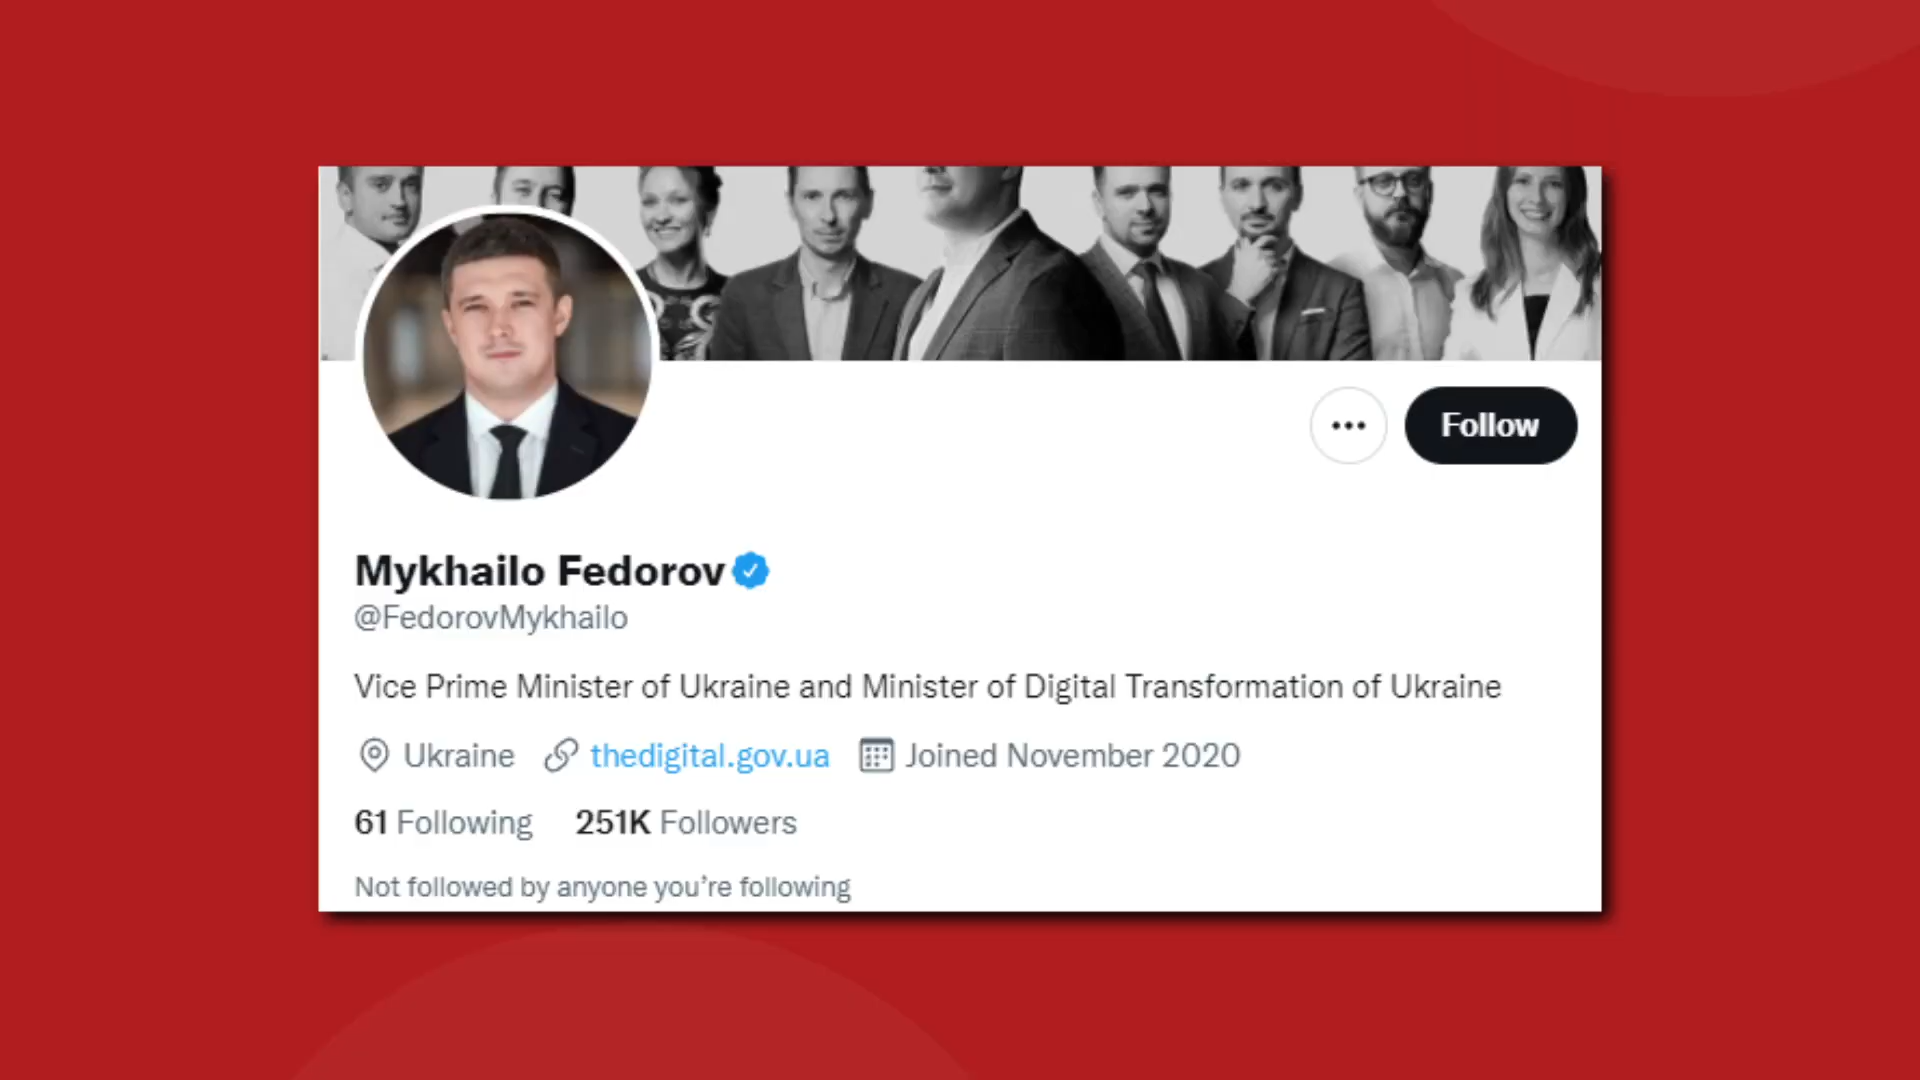 Follow
Mykhailo Fedorov
@FedorovMykhailo
Vice Prime Minister of Ukraine and Minister of Digital Transformation of Ukraine
Ukraine thedigital.gov.ua Joined November 2020
61 Following 251K Followers
Not followed by anyone you’re following